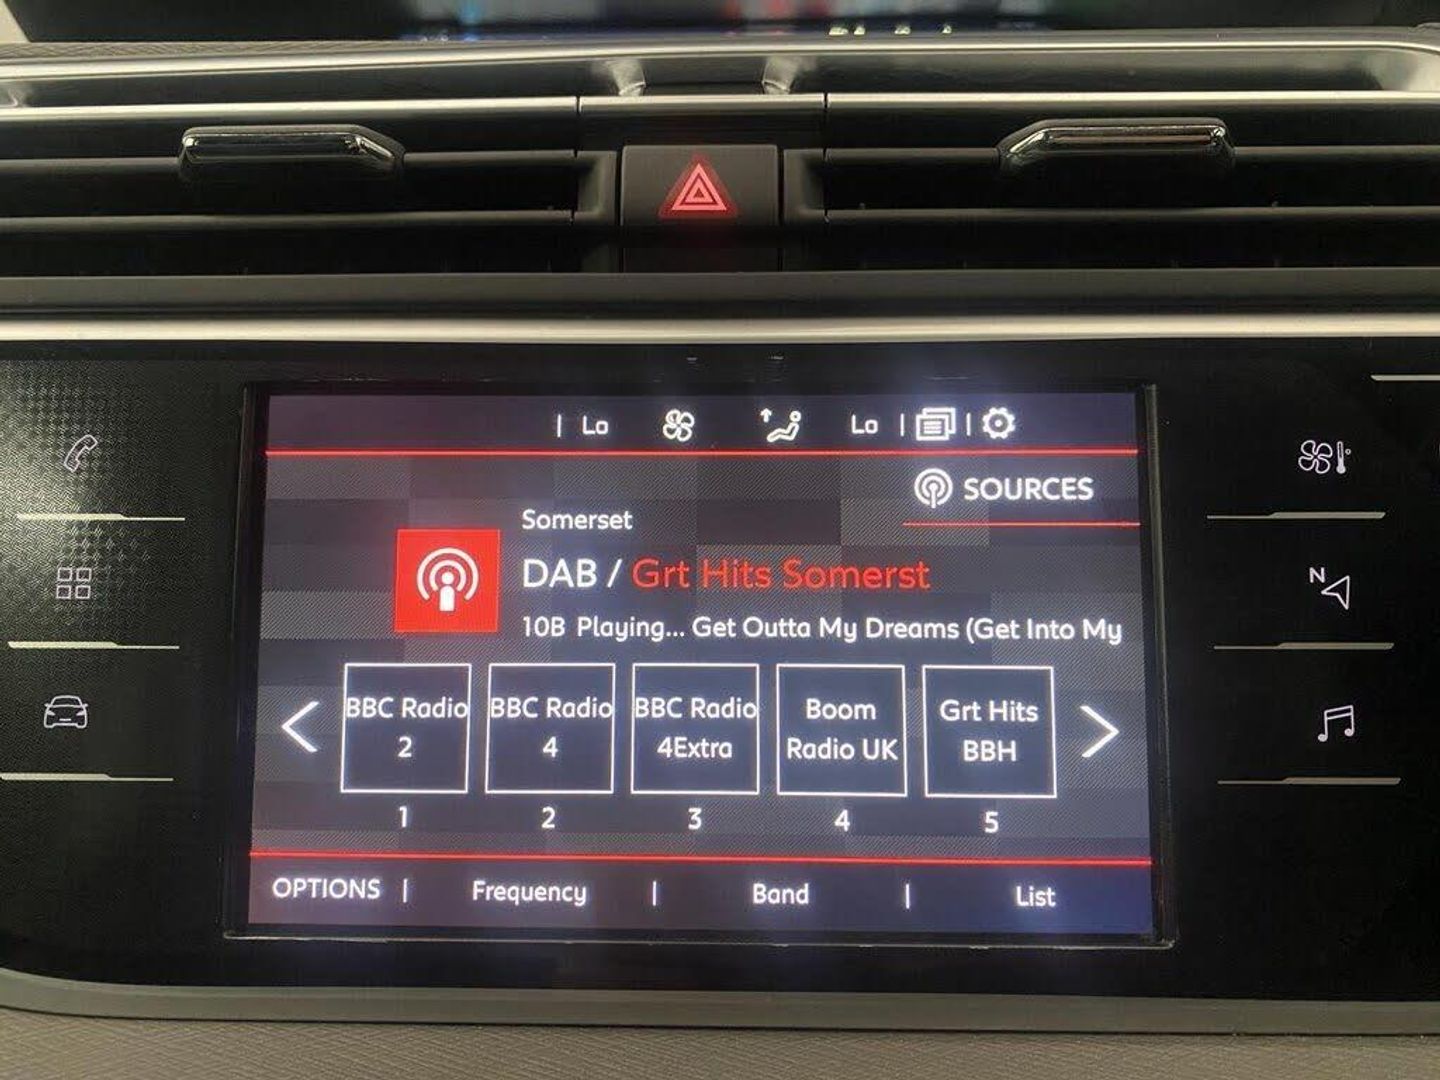 Lo Lo
SOURCES
Somerset
DAB / Grt Hits Somerst
10B Playing... Get Outta My Dreams (Get Into My
BBC Radio 2
BBC Radio 4
BBC Radio 4Extra
Boom Radio UK
Grt Hits BBH
1 2 3 4 5
OPTIONS | Frequency | Band | List
N